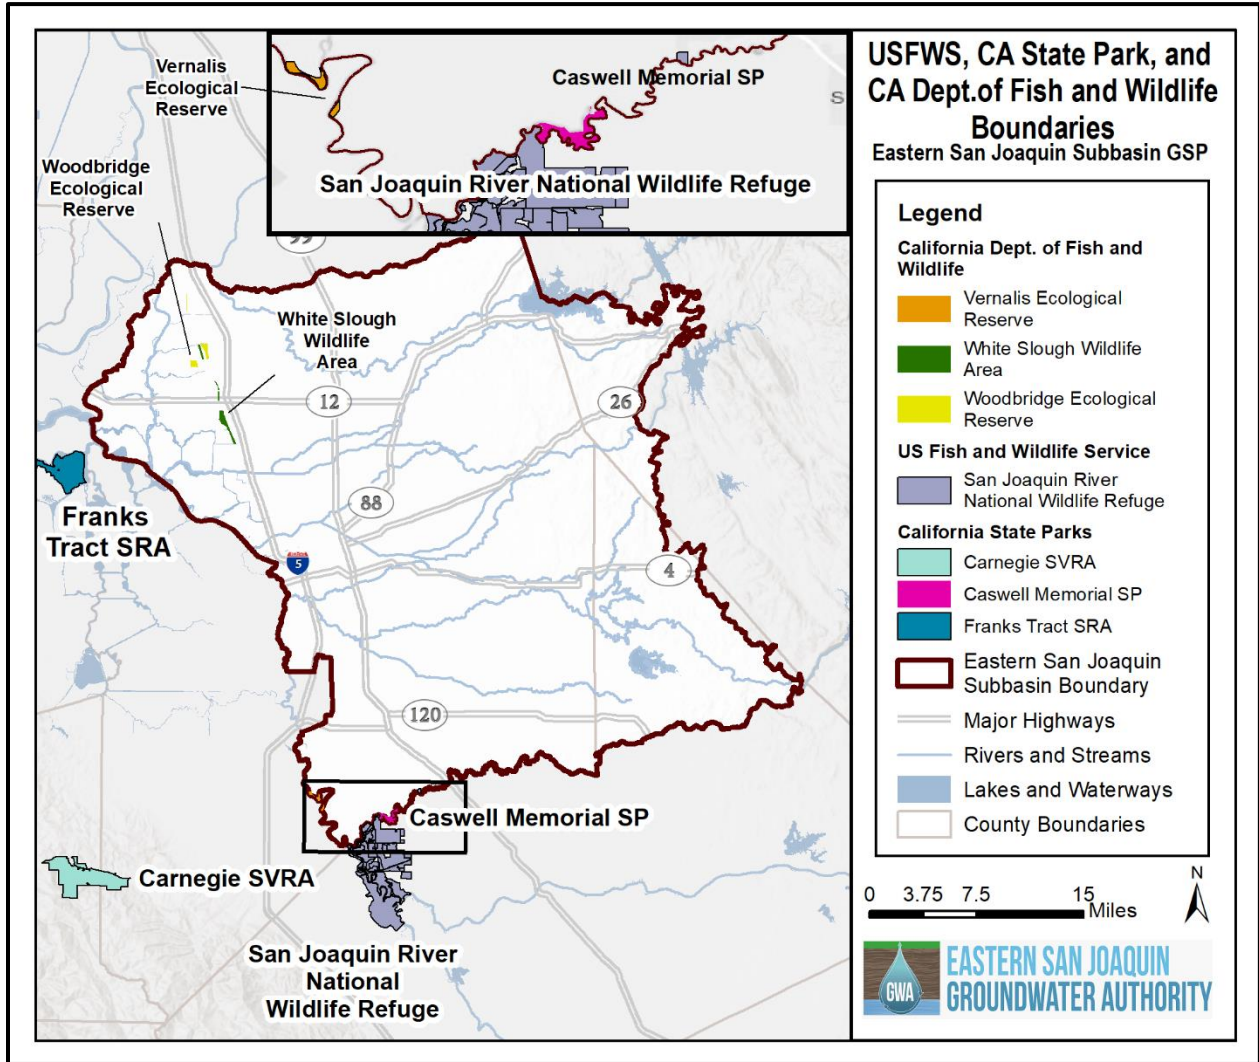 USFWS, CA State Park, and
CA Dept.of Fish and Wildlife
Boundaries
Eastern San Joaquin Subbasin GSP
Legend
California Dept. of Fish and
Wildlife
Vernalis Ecological
Reserve
White Slough Wildlife
Area
Woodbridge Ecological
Reserve
US Fish and Wildlife Service
San Joaquin River
National Wildlife Refuge
California State Parks
Carnegie SVRA
Caswell Memorial SP
Franks Tract SRA
Eastern San Joaquin
Subbasin Boundary
Major Highways
Rivers and Streams
Lakes and Waterways
County Boundaries
0 3.75 7.5 15
Miles
N
GWA
EASTERN SAN JOAQUIN
GROUNDWATER AUTHORITY
Vernalis
Ecological
Reserve
Caswell Memorial SP
S
San Joaquin River National Wildlife Refuge
Woodbridge
Ecological
Reserve
99
White Slough
Wildlife
Area
12
26
88
Franks
Tract SRA
5
4
120
Caswell Memorial SP
Carnegie SVRA
San Joaquin River
National
Wildlife Refuge